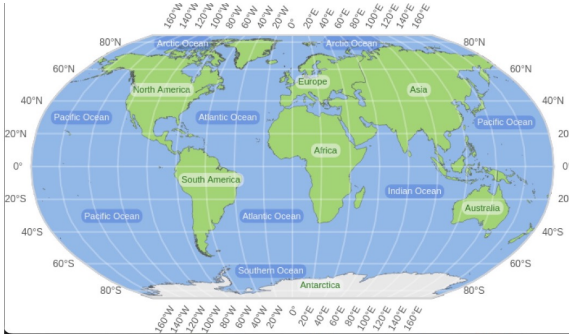 160°W 140°W 120°W 100°W 80°W 60°W 40°W 20°W 0° 20°E 40°E 60°E 80°E 100°E 120°E 140°E 160°E
Arctic Ocean Arctic Ocean
80°N 80°N
60°N 60°N
Europe
North America Asia
40°N 40°N
Pacific Ocean Atlantic Ocean Pacific Ocean
20°N 20°N
Africa
0° 0°
South America
Indian Ocean
20°S 20
Australia
Pacific Ocean Atlantic Ocean
40°S 40°S
60°S 60°S
Southern Ocean
Antarctica
80°S 80°S
160°W 140°W 120°W 100°W 80°W 60°W 40°W 20°W 0° 20°E 40°E 60°E 80°E 100°E 120°E 140°E 160°E